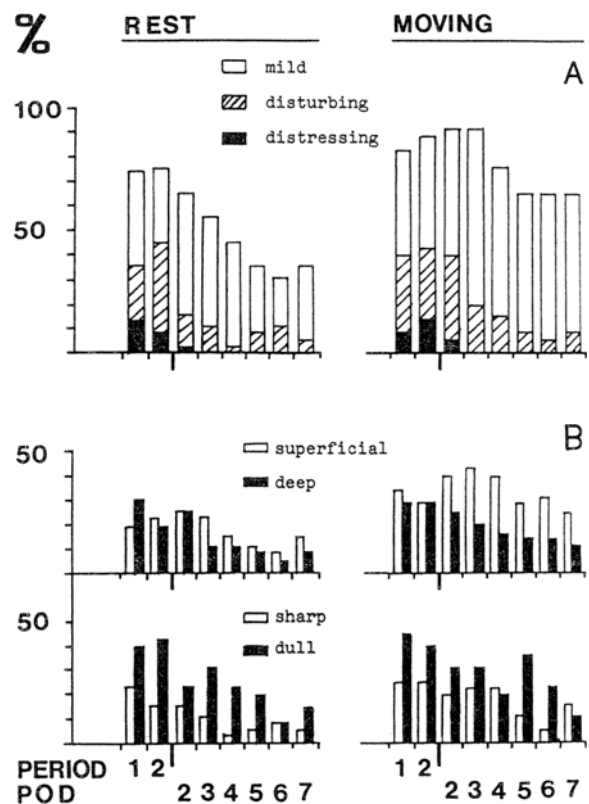 % REST MOVING
mild A
disturbing
100 distressing
50
50 superficial B
deep
50 sharp
dull
PERIOD 1 2 1 2
POD 2 3 4 5 6 7 2 3 4 5 6 7